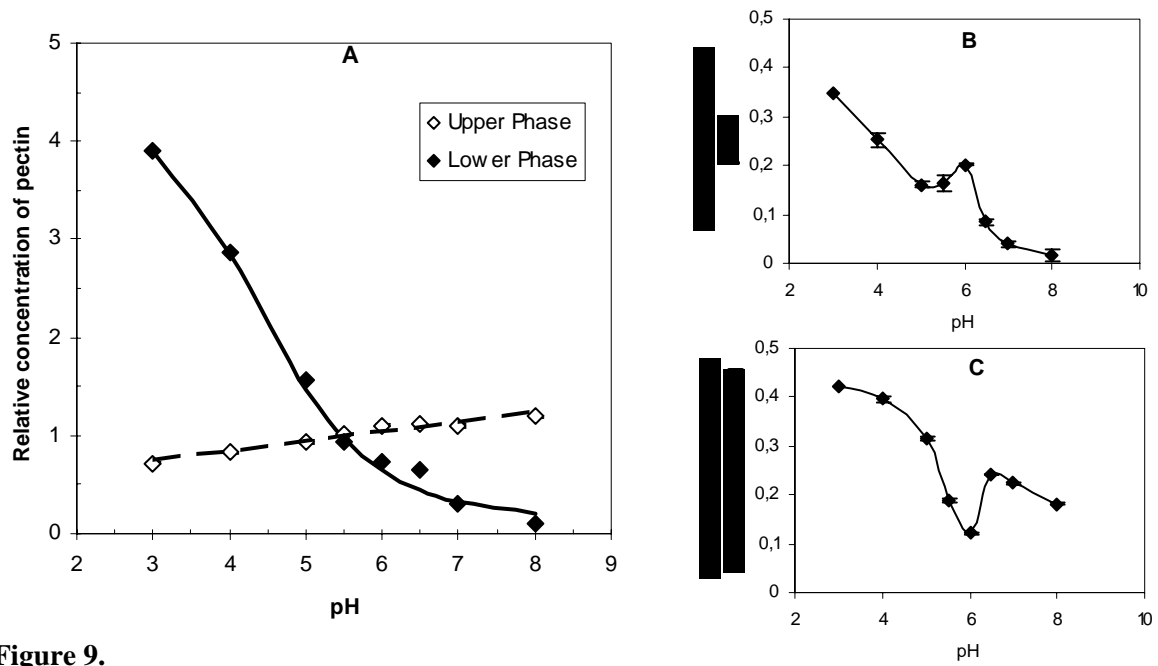 A
Upper Phase
Lower Phase
Relative concentration of pectin
5
4
3
2
1
0
2 3 4 5 6 7 8 9
pH
B
0,5
0,4
0,3
0,2
0,1
0
2 4 6 8 10
pH
C
0,5
0,4
0,3
0,2
0,1
0
2 4 6 8 10
pH
Figure 9.